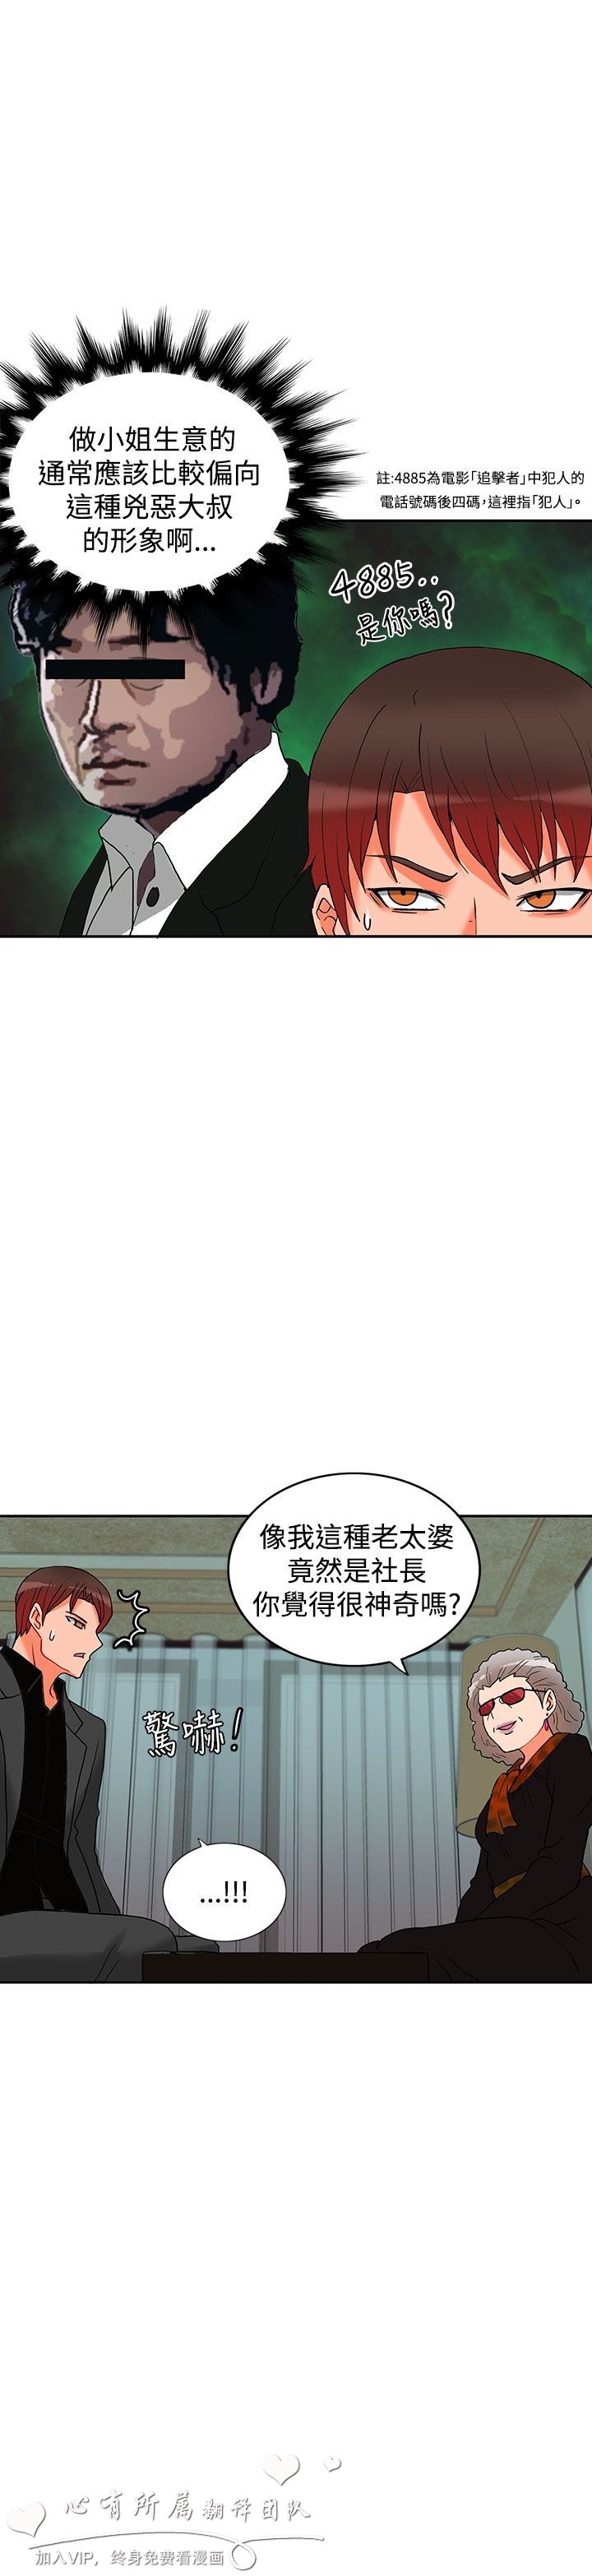 做小姐生意的
通常應該比較偏向
這種兇惡大叔
的形象啊...
註:4885為電影「追擊者」中犯人的
電話號碼後四碼,這裡指「犯人」。
4885..
是你嗎?
像我這種老太婆
竟然是社長
你覺得很神奇嗎?
驚嚇!
...!!!
心有所属翻译团队
加入VIP，终身免费看漫画